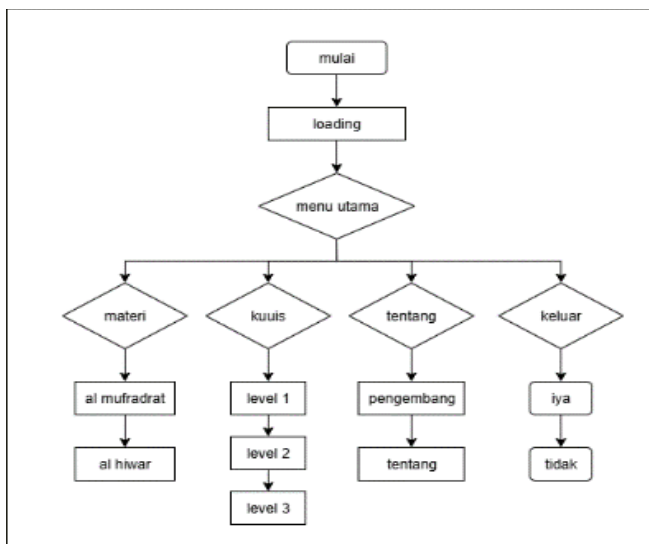 mulai
loading
menu utama
materi
kuuis
tentang
keluar
al mufradrat
level 1
pengembang
iya
al hiwar
level 2
tentang
tidak
level 3